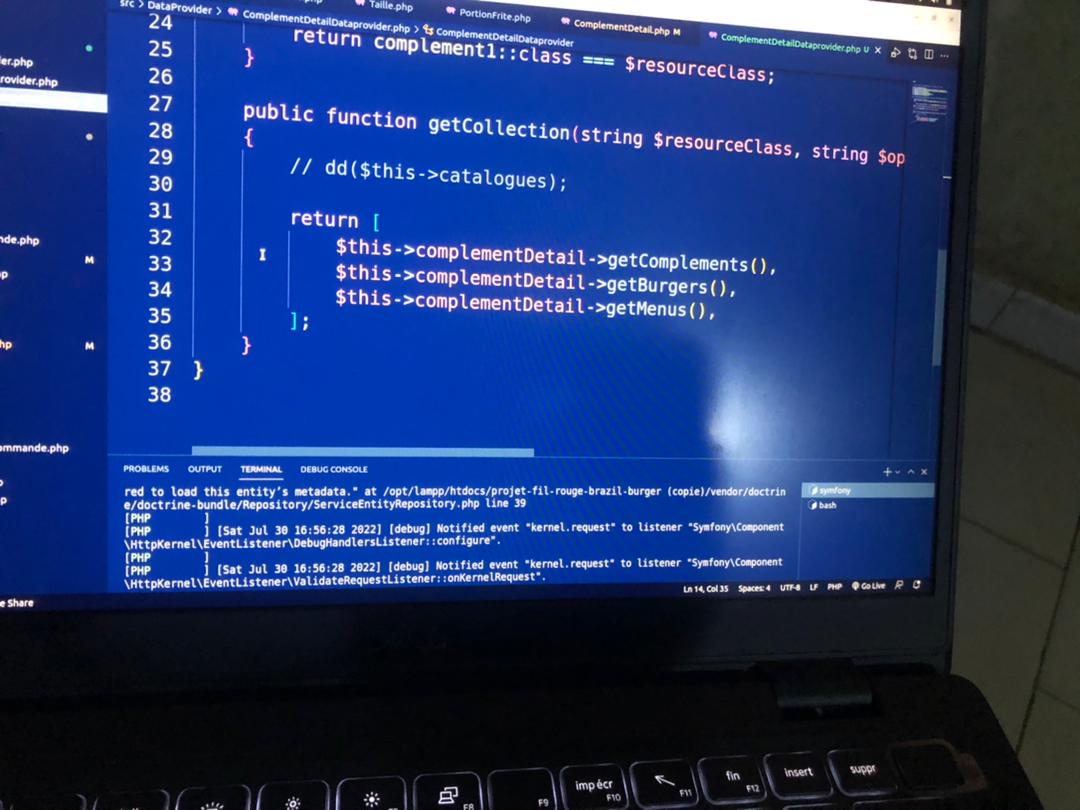 Taille.php
PortionFrite.php
ComplementDetail.php M
ComplementDetailDataprovider.php U
src > DataProvider > ComplementDetailDataprovider.php > ComplementDetailDataprovider
er.php
rovider.php
nde.php
M
p
hp
M
ommande.php
p
24 return complement1::class === $resourceClass;
25 }
26
27 public function getCollection(string $resourceClass, string $op
28 {
29 // dd($this->catalogues);
30
31 return [
32 $this->complementDetail->getComplements(),
33 $this->complementDetail->getBurgers(),
34 $this->complementDetail->getMenus(),
35 ];
36 }
37 }
38
PROBLEMS OUTPUT TERMINAL DEBUG CONSOLE
red to load this entity's metadata." at /opt/lampp/htdocs/projet-fil-rouge-brazil-burger (copie)/vendor/doctrin
e/doctrine-bundle/Repository/ServiceEntityRepository.php line 39
[PHP ]
[PHP ] [Sat Jul 30 16:56:28 2022] [debug] Notified event "kernel.request" to listener "Symfony\Component
\HttpKernel\EventListener\DebugHandlersListener::configure".
[PHP ]
[PHP ] [Sat Jul 30 16:56:28 2022] [debug] Notified event "kernel.request" to listener "Symfony\Component
\HttpKernel\EventListener\ValidateRequestListener::onKernelRequest".
symfony
bash
e Share
Ln 14, Col 35 Spaces: 4 UTF-8 LF PHP Go Live
F8
F9
imp écr F10
F11
fin F12
insert
suppr